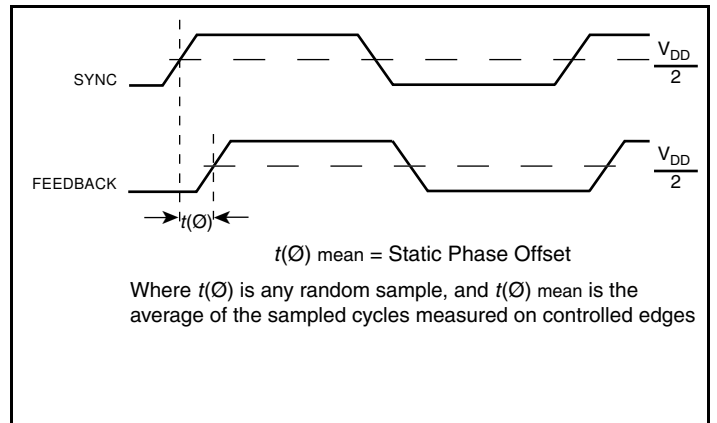 SYNC
V_DD
2
FEEDBACK
V_DD
2
t(Ø)
t(Ø) mean = Static Phase Offset
Where t(Ø) is any random sample, and t(Ø) mean is the
average of the sampled cycles measured on controlled edges